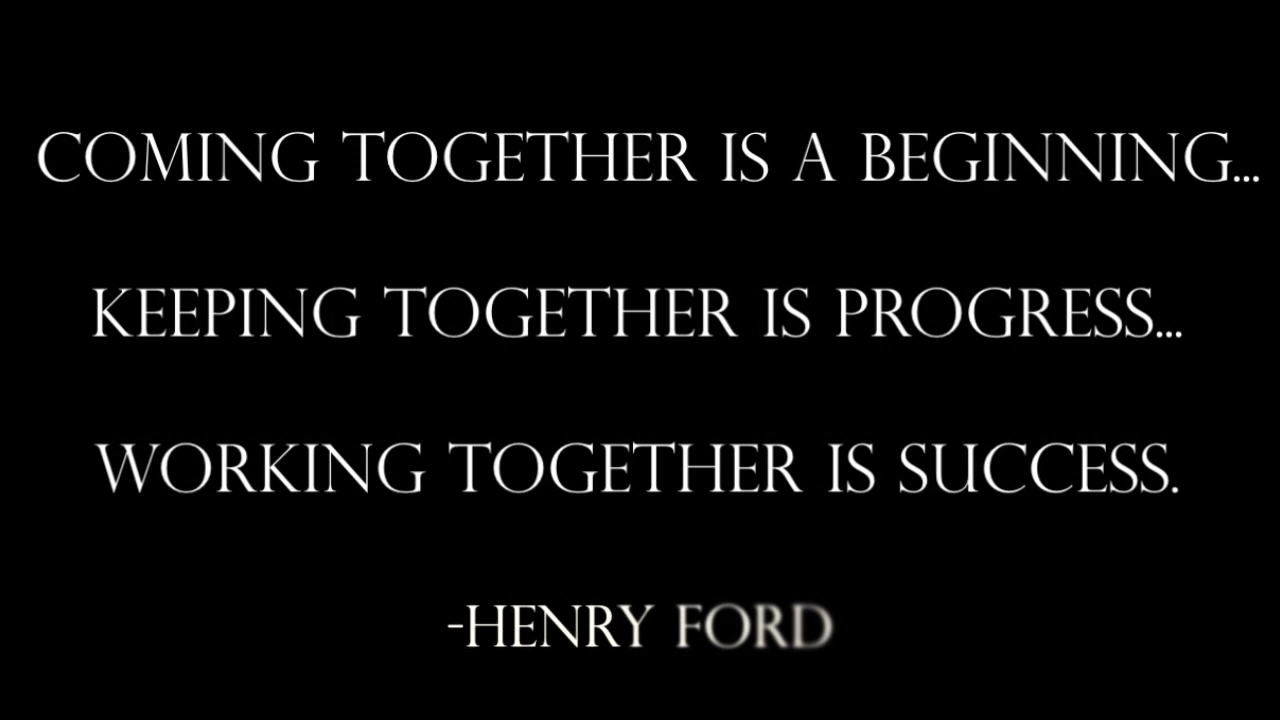 COMING TOGETHER IS A BEGINNING...
KEEPING TOGETHER IS PROGRESS...
WORKING TOGETHER IS SUCCESS.
-HENRY FORD